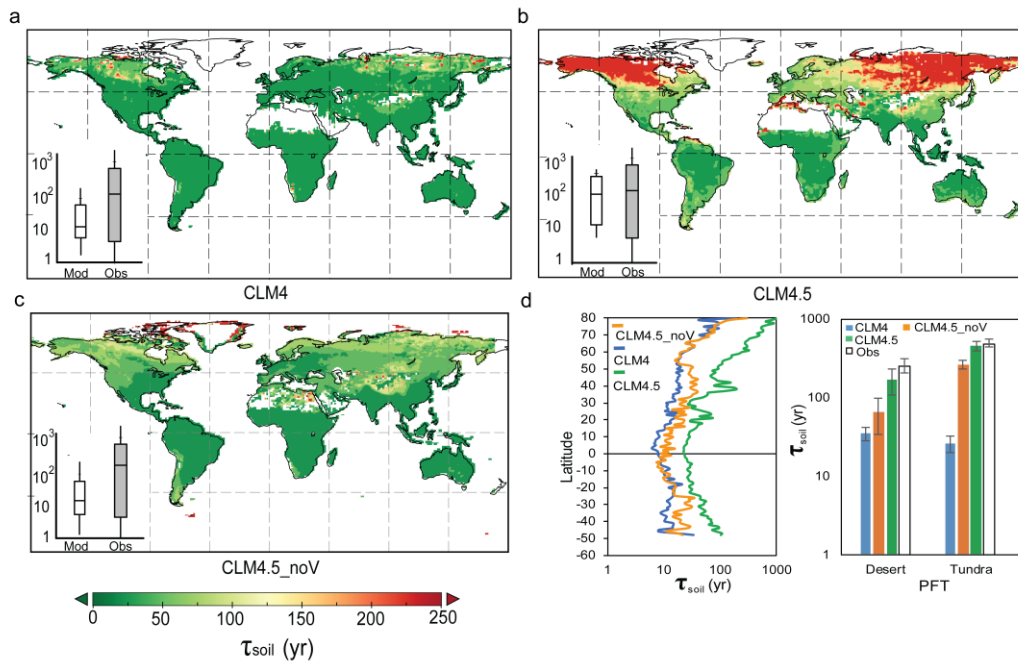 a
10³
10²
10
1
Mod Obs
CLM4
b
10³
10²
10
1
Mod Obs
CLM4.5
c
10³
10²
10
1
Mod Obs
CLM4.5_noV
0 50 100 150 200 250
τsoil (yr)
d
80
70
60
50
40
30
20
10
0
-10
-20
-30
-40
-50
-60
Latitude
CLM4.5_noV
CLM4
CLM4.5
1 10 100 1000
τsoil (yr)
1000
100
10
1
τsoil (yr)
CLM4 CLM4.5_noV
CLM4.5
Obs
Desert Tundra
PFT